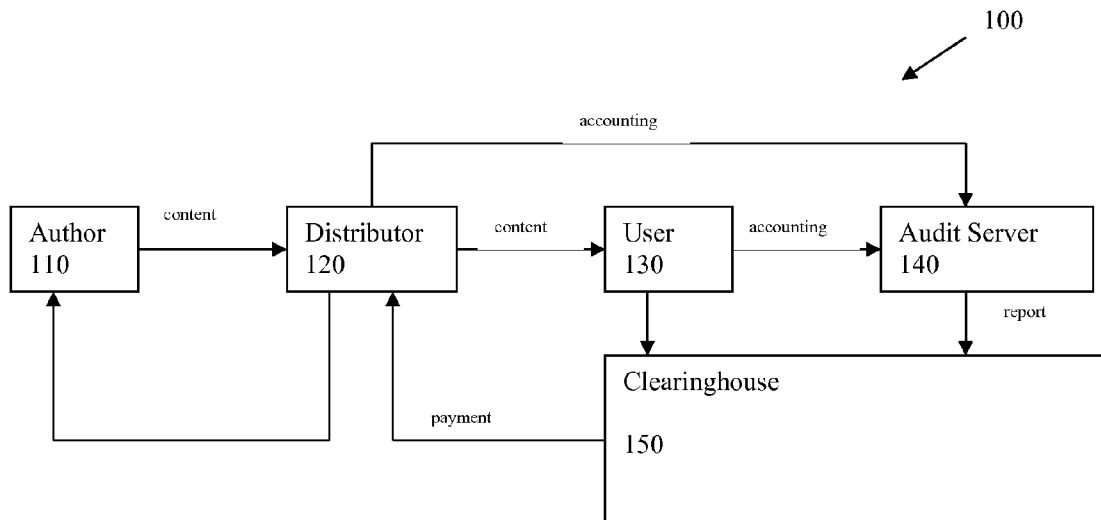 100
accounting
Author
110
content
Distributor
120
content
User
130
accounting
Audit Server
140
report
Clearinghouse
150
payment